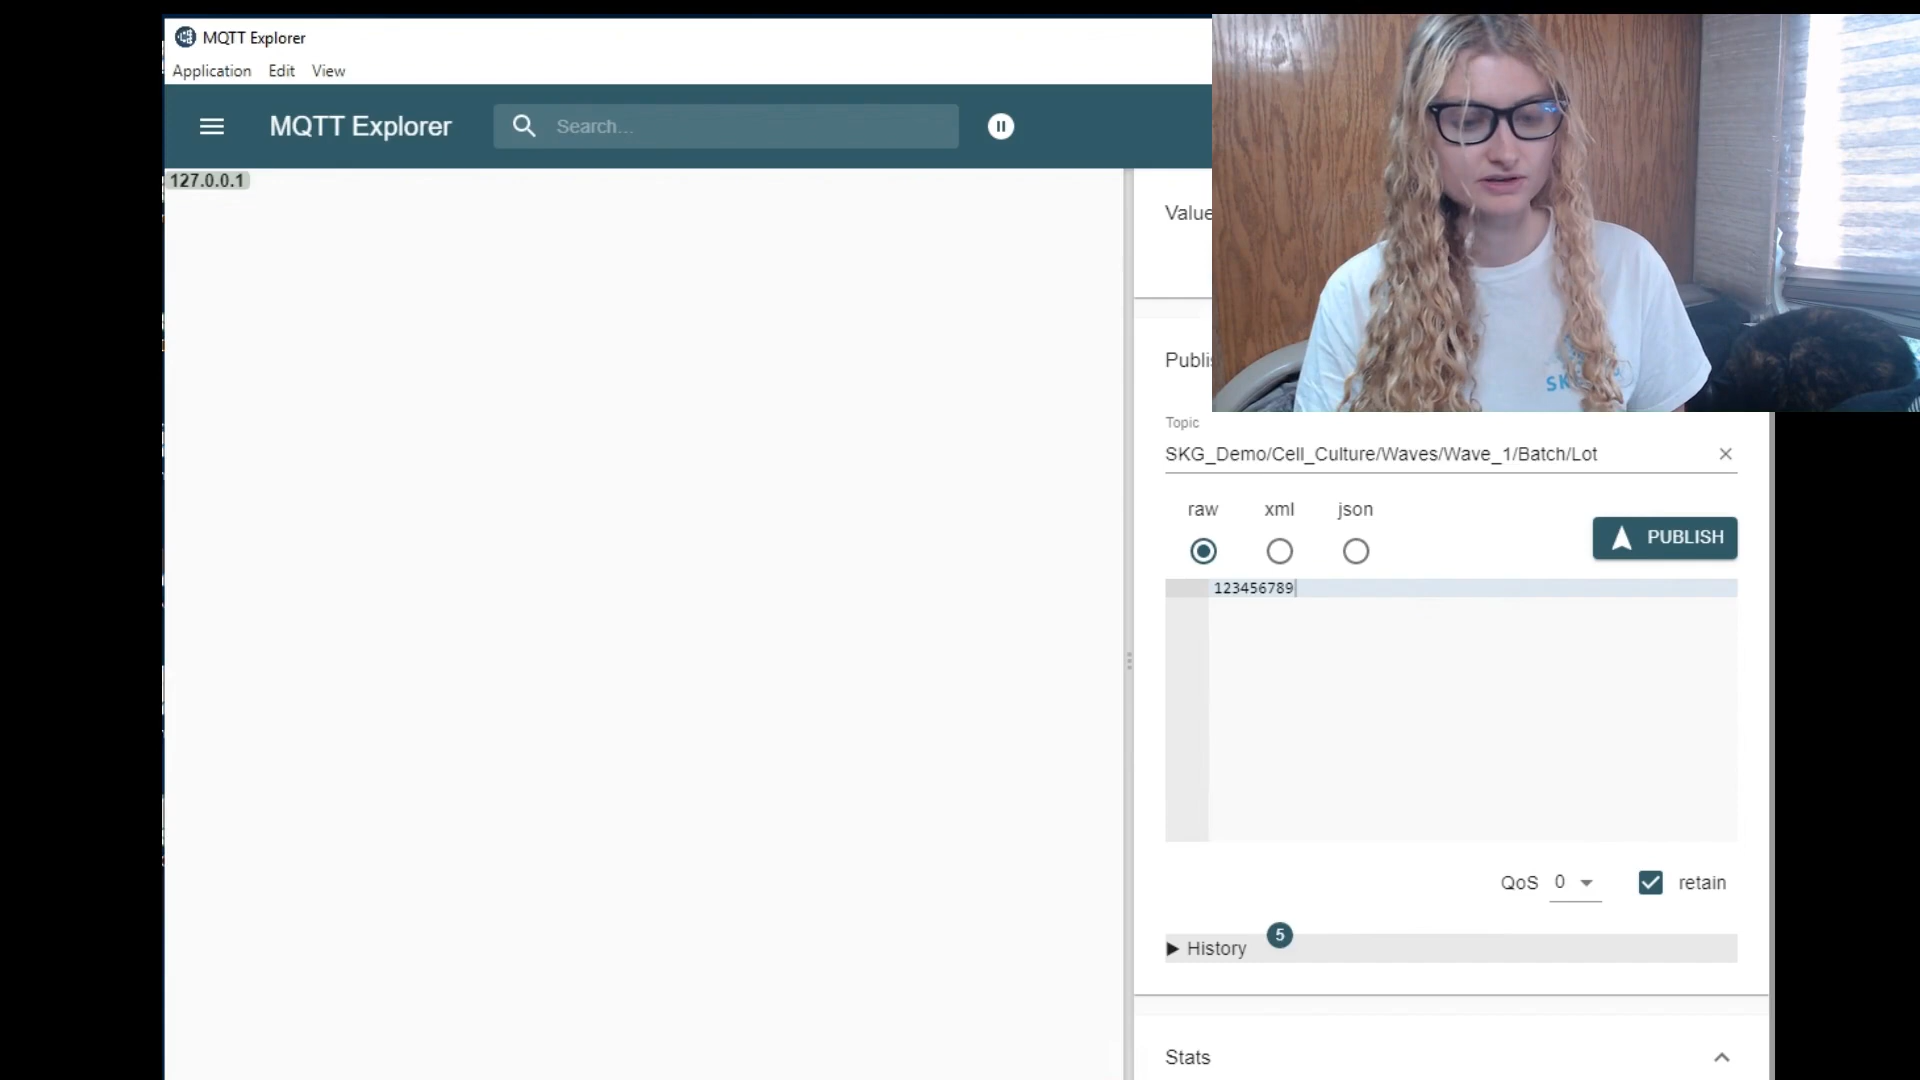 MQTT Explorer
Application Edit View
MQTT Explorer
Search...
127.0.0.1
Value
Publi
Topic
SKG_Demo/Cell_Culture/Waves/Wave_1/Batch/Lot
raw xml json
PUBLISH
123456789
QoS 0 retain
History 5
Stats